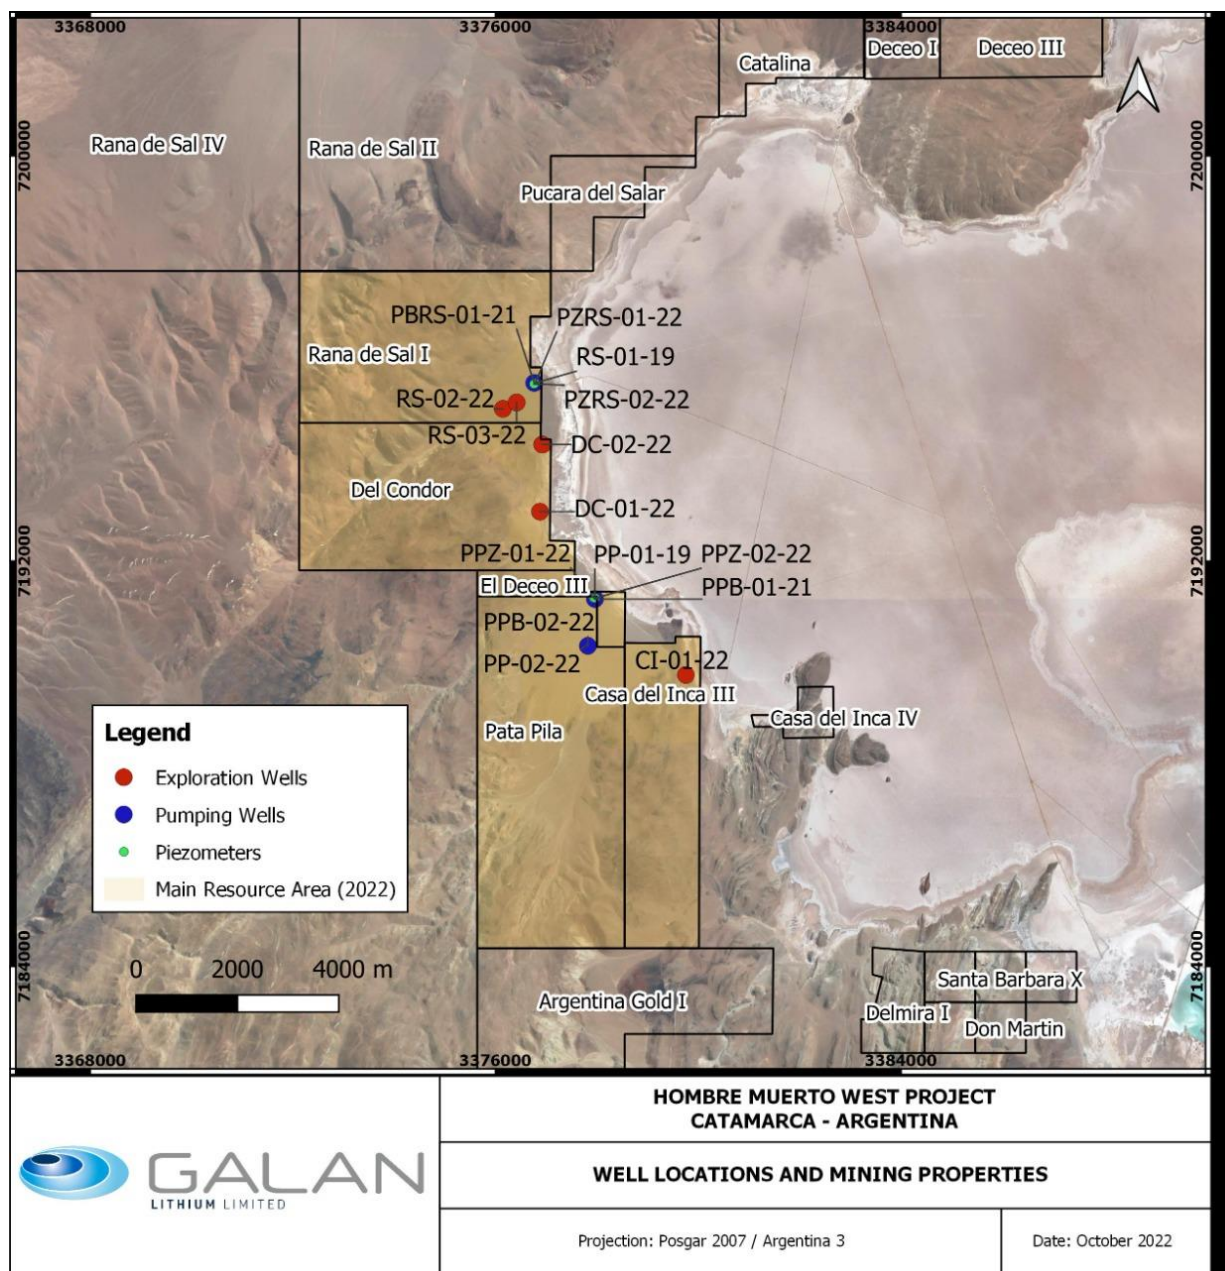 3368000
3376000
3384000
Catalina
Deceo I
Deceo III
7200000
7200000
Rana de Sal IV
Rana de Sal II
Pucara del Salar
PBRS-01-21
PZRS-01-22
Rana de Sal I
RS-01-19
RS-02-22
PZRS-02-22
RS-03-22
DC-02-22
Del Condor
DC-01-22
7192000
7192000
PPZ-01-22
PP-01-19
PPZ-02-22
El Deceo III
PPB-01-21
PPB-02-22
PP-02-22
CI-01-22
Casa del Inca III
Casa del Inca IV
Pata Pila
Legend
Exploration Wells
Pumping Wells
Piezometers
Main Resource Area (2022)
0 2000 4000 m
7184000
7184000
Argentina Gold I
Santa Barbara X
Delmira I
Don Martin
3368000
3376000
3384000
GALAN
LITHIUM LIMITED
HOMBRE MUERTO WEST PROJECT
CATAMARCA - ARGENTINA
WELL LOCATIONS AND MINING PROPERTIES
Projection: Posgar 2007 / Argentina 3
Date: October 2022